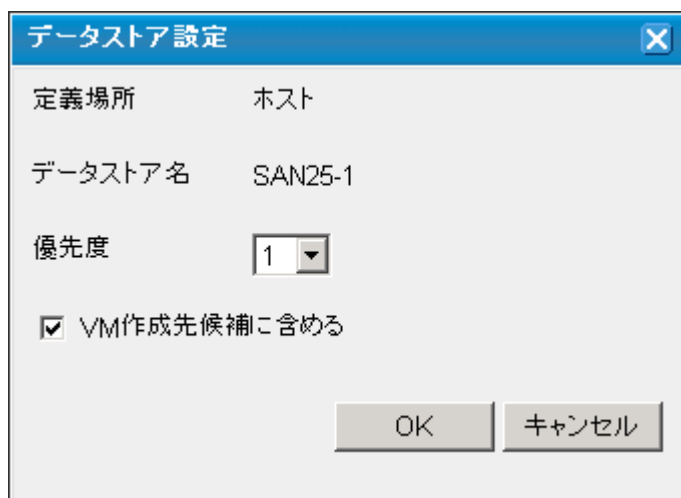 データストア設定
定義場所 ホスト
データストア名 SAN25-1
優先度 1
VM作成先候補に含める
OK キャンセル